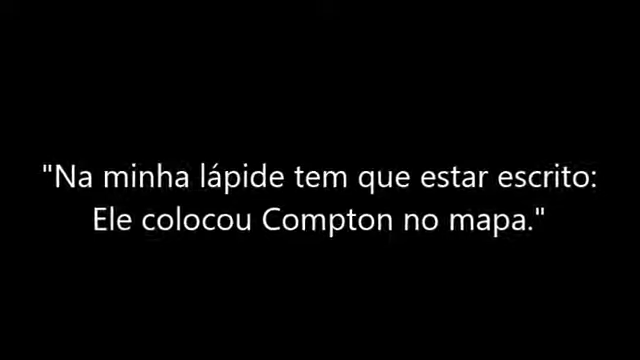 "Na minha lápide tem que estar escrito:
Ele colocou Compton no mapa."